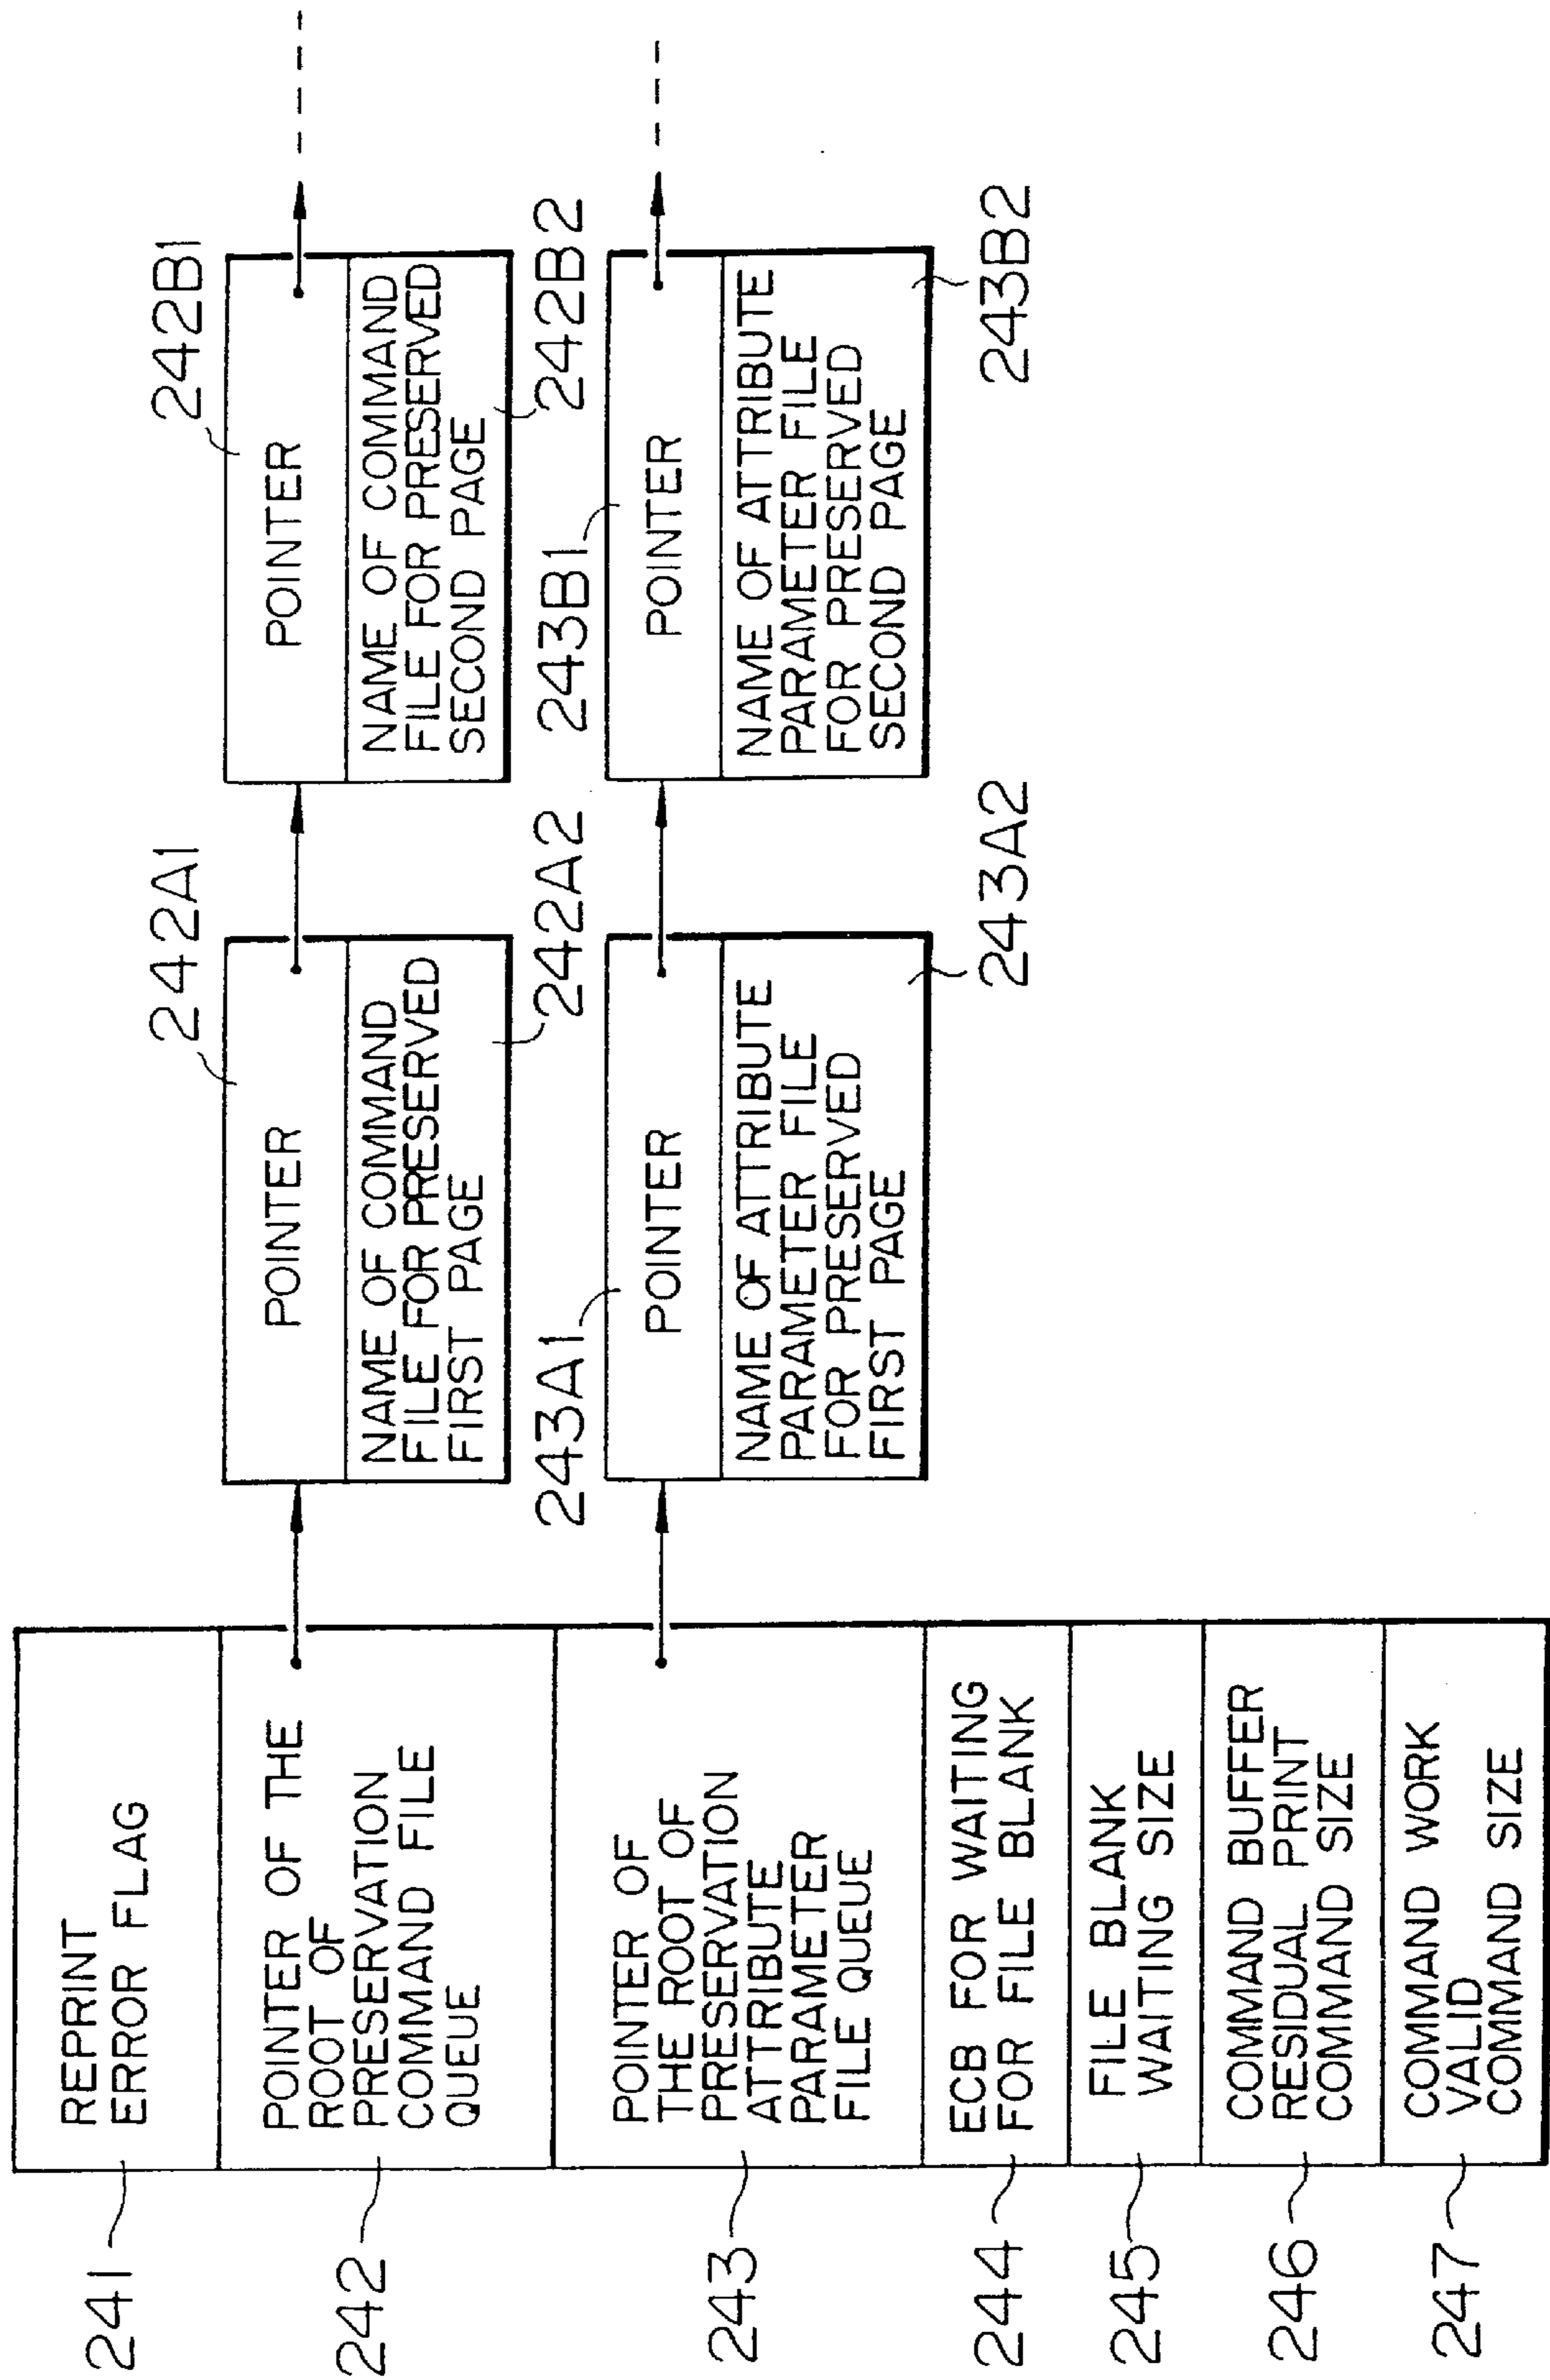 241
REPRINT
ERROR FLAG
242
POINTER OF THE
ROOT OF
PRESERVATION
COMMAND FILE
QUEUE
243
POINTER OF
THE ROOT OF
PRESERVATION
ATTRIBUTE
PARAMETER
FILE QUEUE
244
ECB FOR WAITING
FOR FILE BLANK
245
FILE BLANK
WAITING SIZE
246
COMMAND BUFFER
RESIDUAL PRINT
COMMAND SIZE
247
COMMAND WORK
VALID
COMMAND SIZE
242A1
POINTER
NAME OF COMMAND
FILE FOR PRESERVED
FIRST PAGE
242A2
243A1
POINTER
NAME OF ATTRIBUTE
PARAMETER FILE
FOR PRESERVED
FIRST PAGE
243A2
242B1
POINTER
NAME OF COMMAND
FILE FOR PRESERVED
SECOND PAGE
242B2
243B1
POINTER
NAME OF ATTRIBUTE
PARAMETER FILE
FOR PRESERVED
SECOND PAGE
243B2